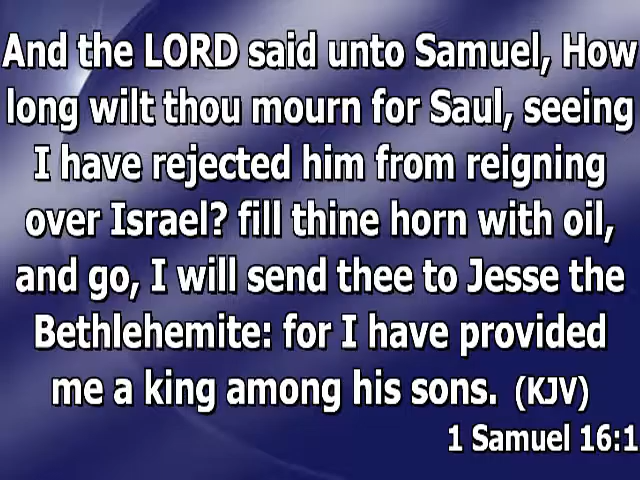 And the LORD said unto Samuel, How
long wilt thou mourn for Saul, seeing
I have rejected him from reigning
over Israel? fill thine horn with oil,
and go, I will send thee to Jesse the
Bethlehemite: for I have provided
me a king among his sons. (KJV)
1 Samuel 16:1